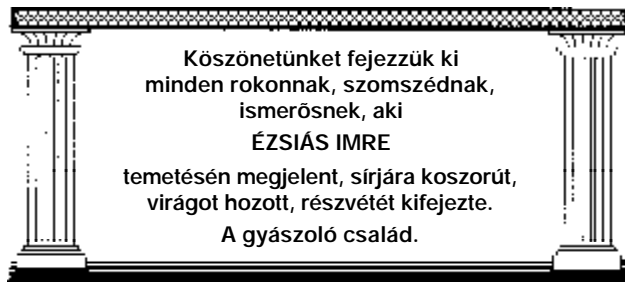 Köszönetünket fejezzük ki
minden rokonnak, szomszédnak,
ismerõsnek, aki
ÉZSIÁS IMRE
temetésén megjelent, sírjára koszorút,
virágot hozott, részvétét kifejezte.
A gyászoló család.